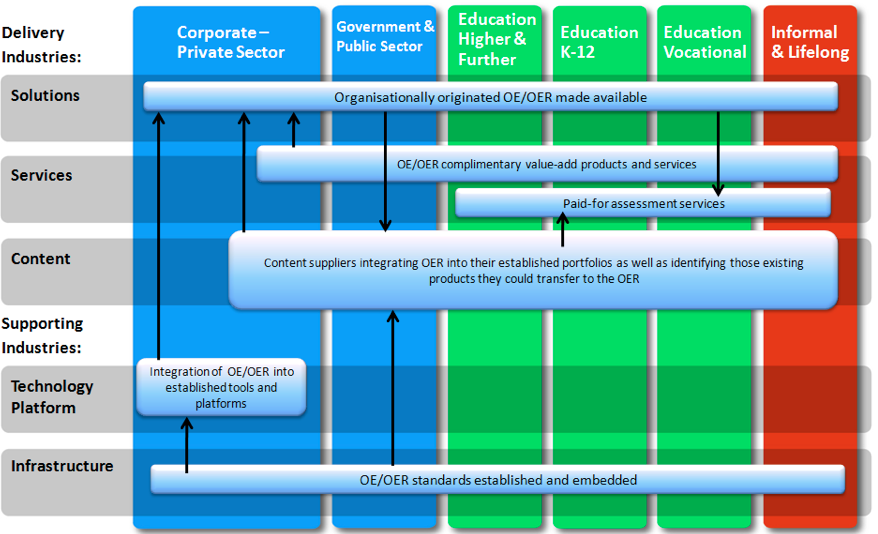 Delivery
Industries:
Corporate –
Private Sector
Government &
Public Sector
Education
Higher &
Further
Education
K-12
Education
Vocational
Informal
& Lifelong
Solutions
Organisationally originated OE/OER made available
Services
OE/OER complimentary value-add products and services
Paid-for assessment services
Content
Content suppliers integrating OER into their established portfolios as well as identifying those existing
products they could transfer to the OER
Supporting
Industries:
Technology
Platform
Integration of OE/OER into
established tools and
platforms
Infrastructure
OE/OER standards established and embedded